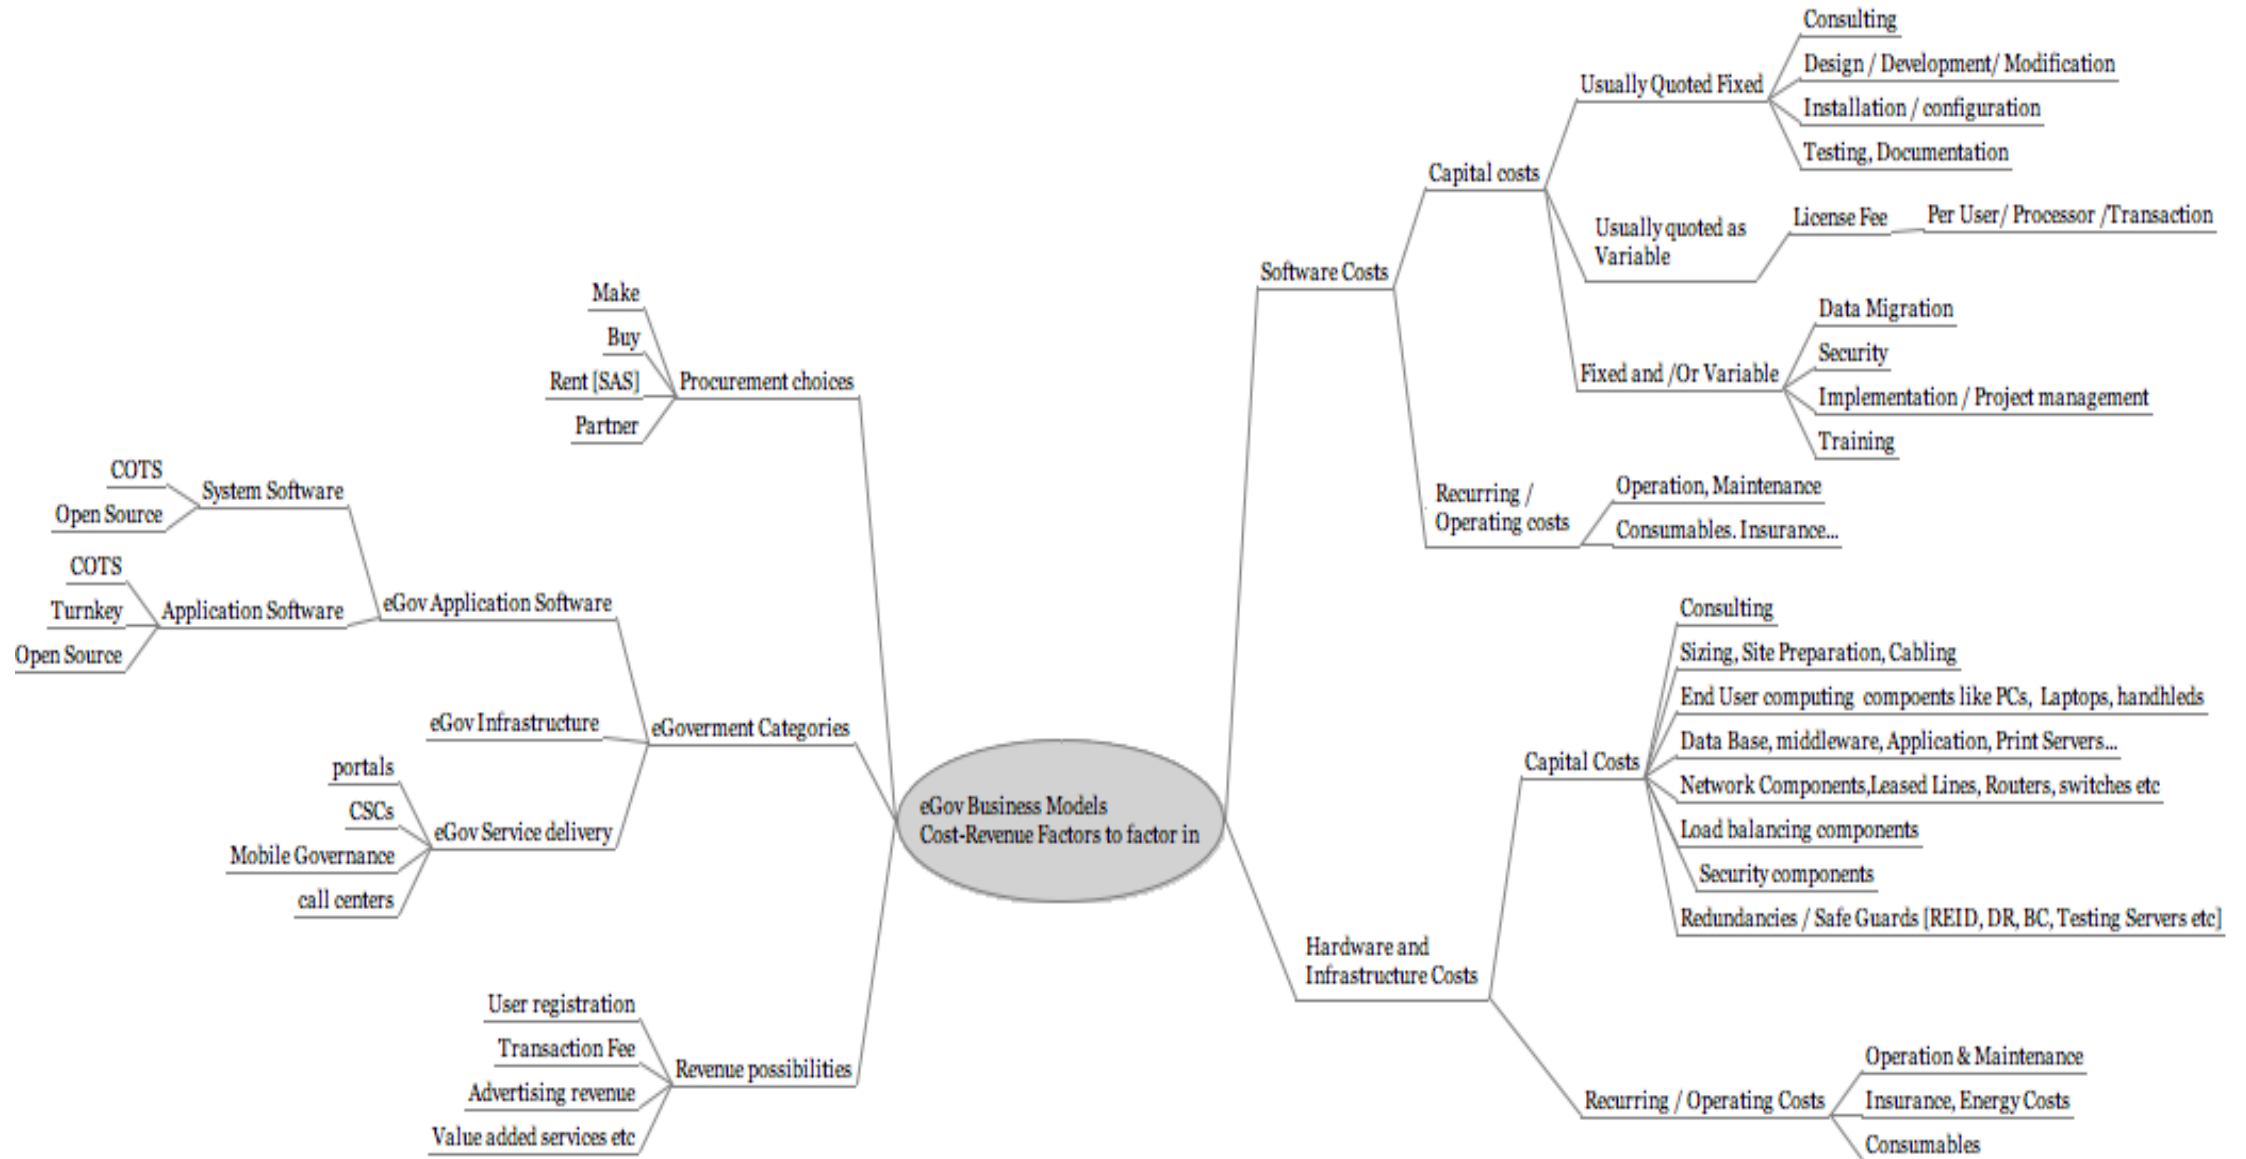 eGov Business Models
Cost-Revenue Factors to factor in
Procurement choices
Make
Buy
Rent [SAS]
Partner
eGoverment Categories
eGov Application Software
System Software
COTS
Open Source
Application Software
COTS
Turnkey
Open Source
eGov Infrastructure
eGov Service delivery
portals
CSCs
Mobile Governance
call centers
Revenue possibilities
User registration
Transaction Fee
Advertising revenue
Value added services etc
Software Costs
Capital costs
Usually Quoted Fixed
Consulting
Design / Development/ Modification
Installation / configuration
Testing, Documentation
Usually quoted as
Variable
License Fee
Per User/ Processor /Transaction
Fixed and /Or Variable
Data Migration
Security
Implementation / Project management
Training
Recurring /
Operating costs
Operation, Maintenance
Consumables. Insurance...
Hardware and
Infrastructure Costs
Capital Costs
Consulting
Sizing, Site Preparation, Cabling
End User computing compoents like PCs, Laptops, handhleds
Data Base, middleware, Application, Print Servers...
Network Components,Leased Lines, Routers, switches etc
Load balancing components
Security components
Redundancies / Safe Guards [REID, DR, BC, Testing Servers etc]
Recurring / Operating Costs
Operation & Maintenance
Insurance, Energy Costs
Consumables